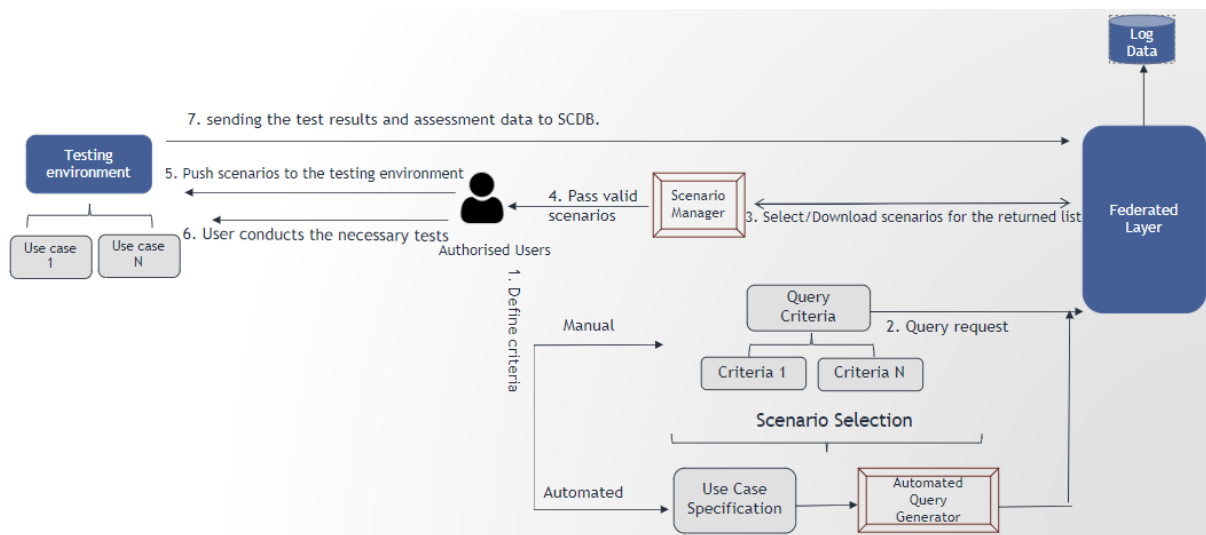 Log
Data
7. sending the test results and assessment data to SCDB.
Testing
environment
5. Push scenarios to the testing environment
4. Pass valid
scenarios
Scenario
Manager
3. Select/Download scenarios for the returned list
Federated
Layer
6. User conducts the necessary tests
Use case
1
Use case
N
Authorised Users
1. Define criteria
Manual
Query
Criteria
2. Query request
Criteria 1
Criteria N
Scenario Selection
Automated
Use Case
Specification
Automated
Query
Generator